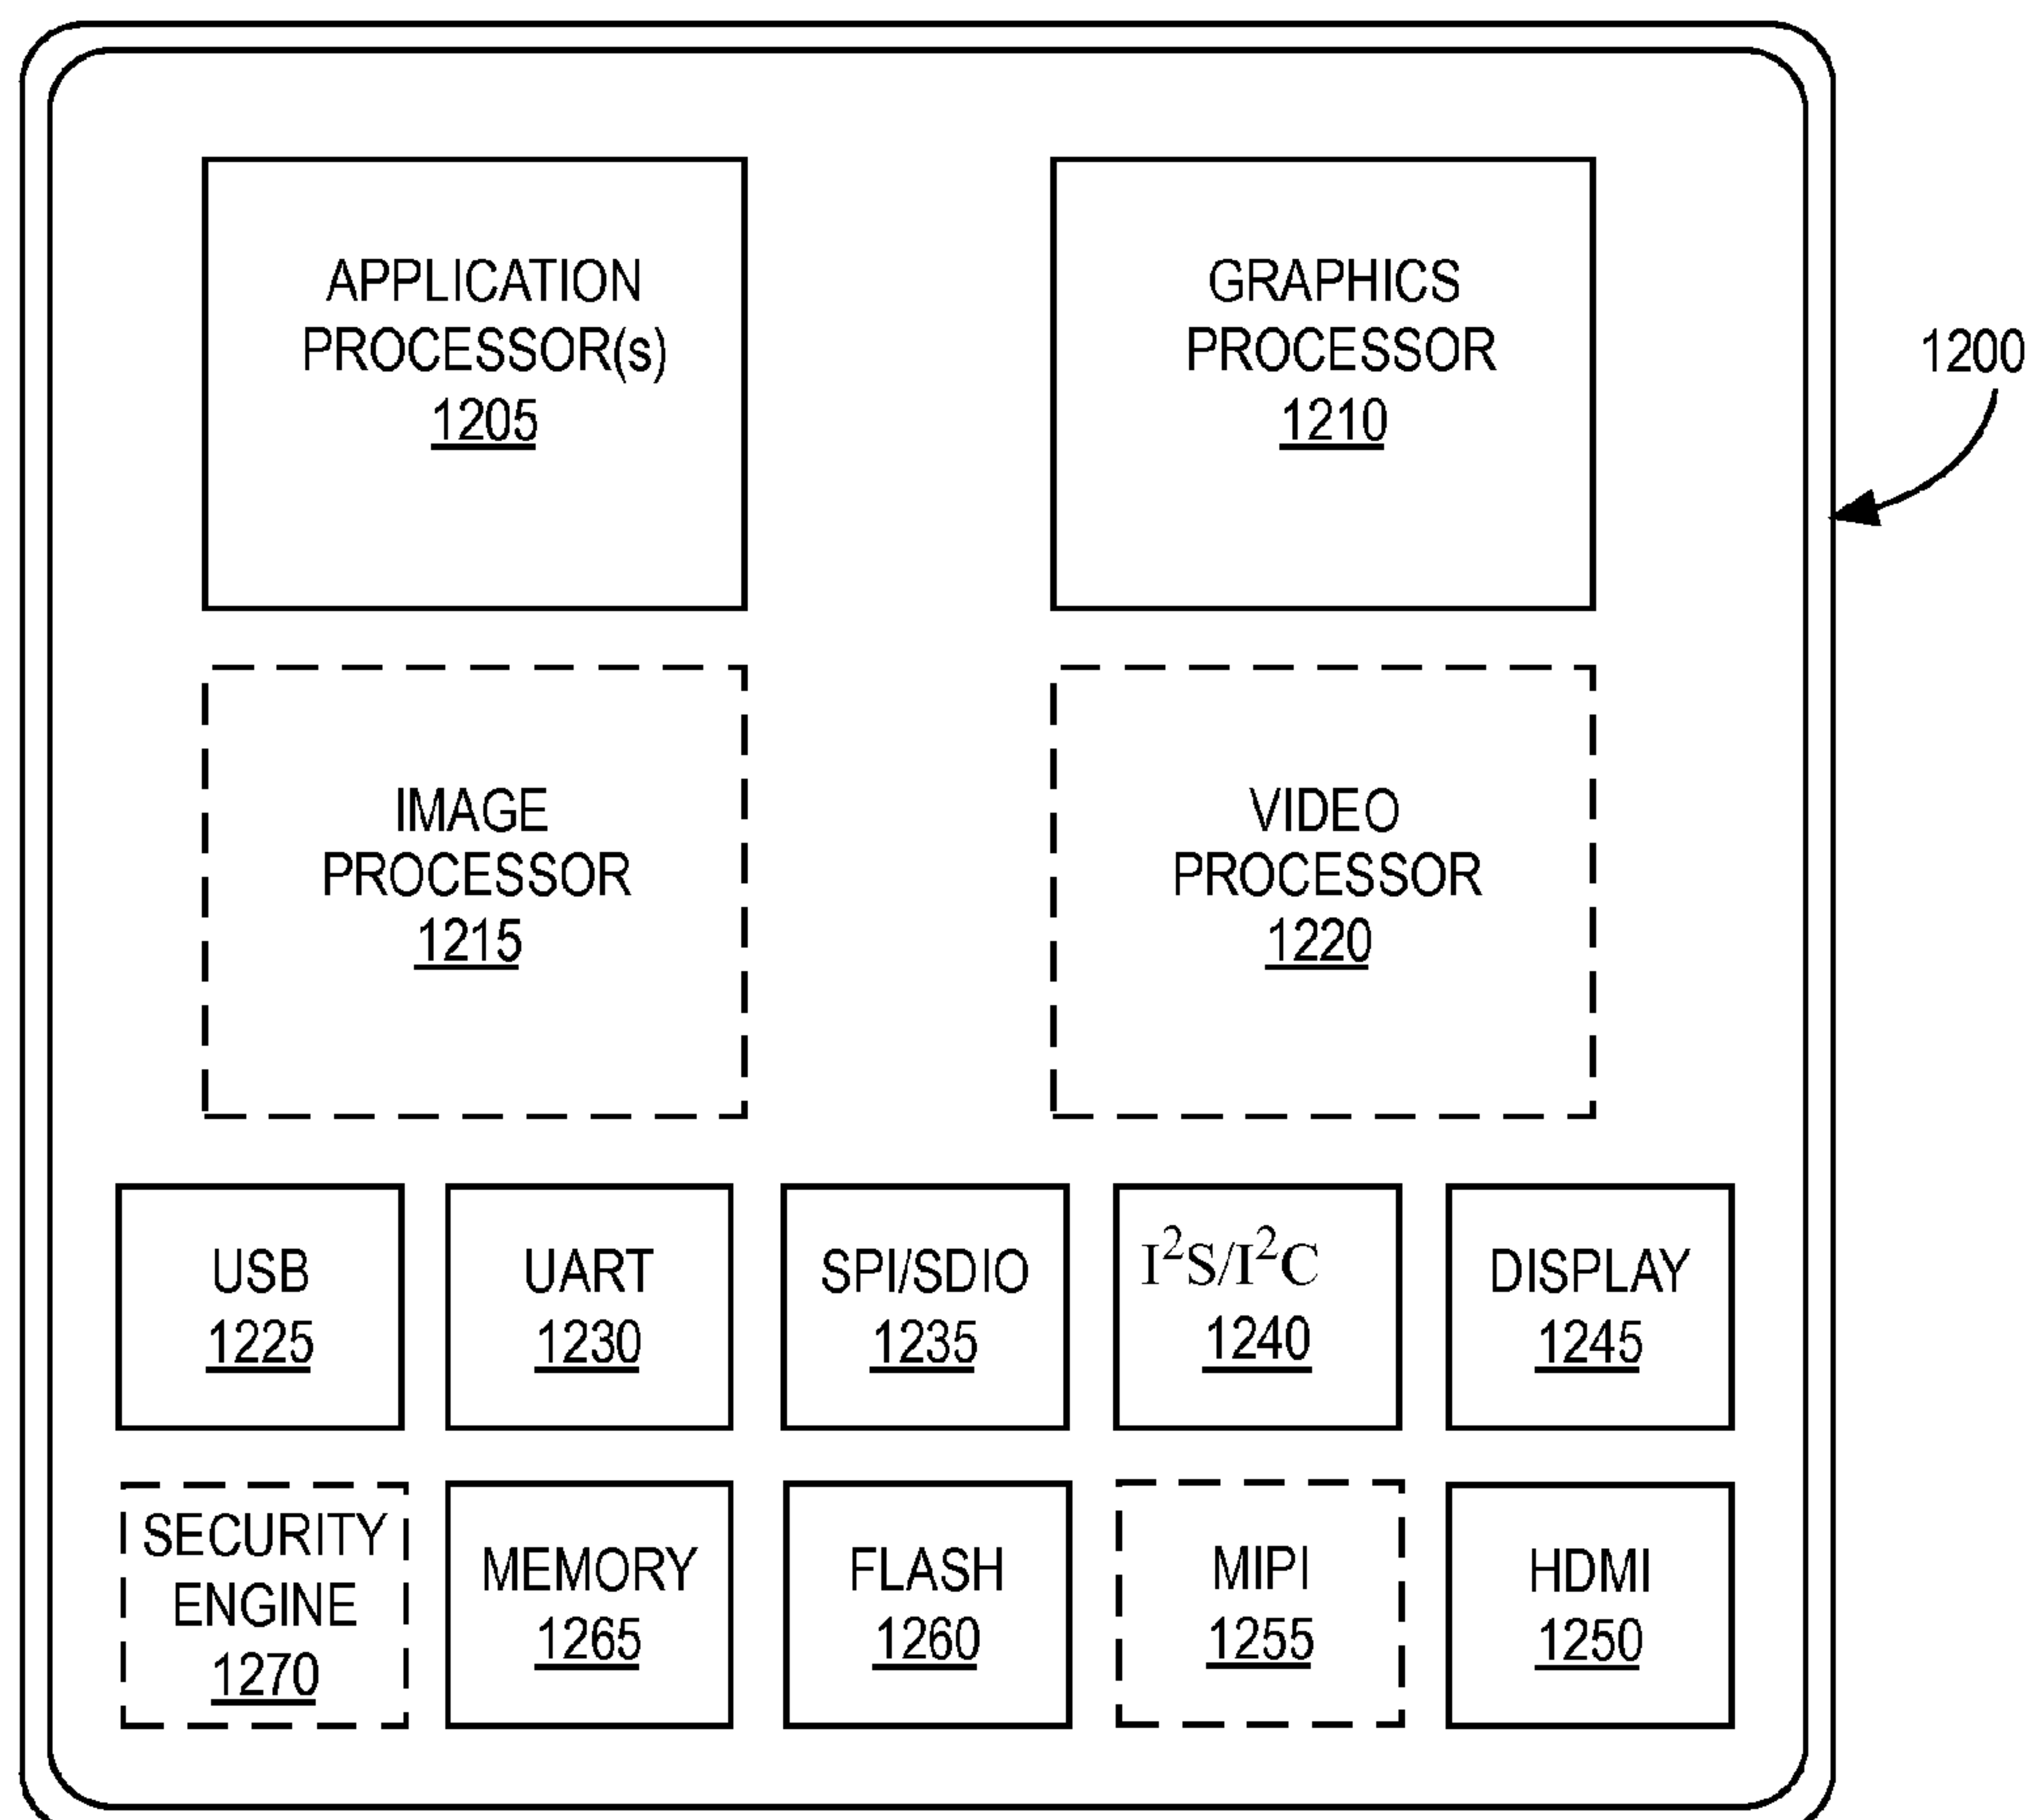 APPLICATION
PROCESSOR(s)
1205
GRAPHICS
PROCESSOR
1210
1200
IMAGE
PROCESSOR
1215
VIDEO
PROCESSOR
1220
USB
1225
UART
1230
SPI/SDIO
1235
I²S/I²C
1240
DISPLAY
1245
SECURITY
ENGINE
1270
MEMORY
1265
FLASH
1260
MIPI
1255
HDMI
1250